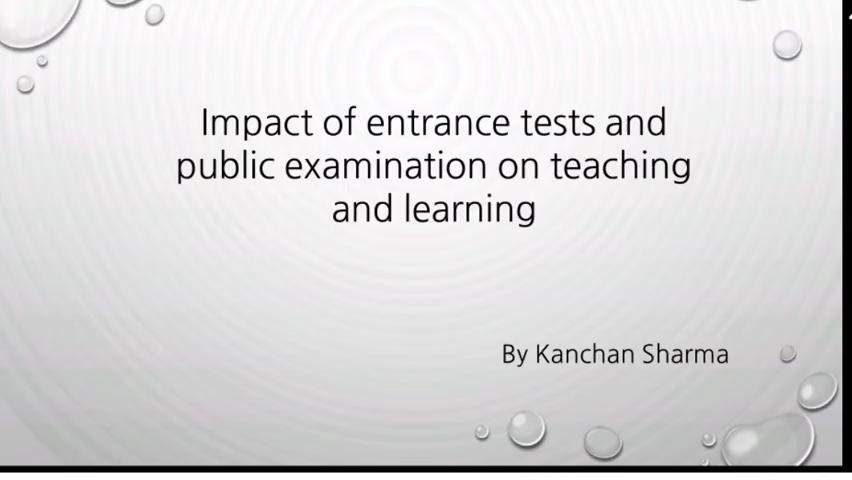 Impact of entrance tests and
public examination on teaching
and learning
By Kanchan Sharma